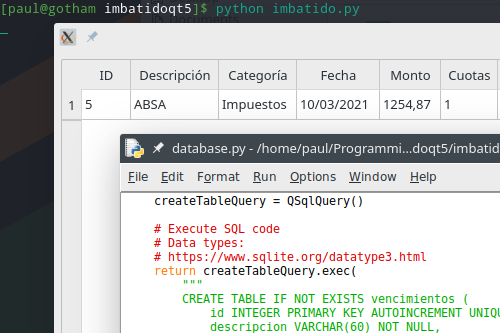 [paul@gotham imbatidoqt5]$ python imbatido.py
ID Descripción Categoría Fecha Monto Cuotas
1 5 ABSA Impuestos 10/03/2021 1254,87 1
database.py - /home/paul/Programmi...doqt5/imbatid
File Edit Format Run Options Window Help
createTableQuery = QSqlQuery()
# Execute SQL code
# Data types:
# https://www.sqlite.org/datatype3.html
return createTableQuery.exec(
"""
CREATE TABLE IF NOT EXISTS vencimientos (
id INTEGER PRIMARY KEY AUTOINCREMENT UNIQU
descripcion VARCHAR(60) NOT NULL,